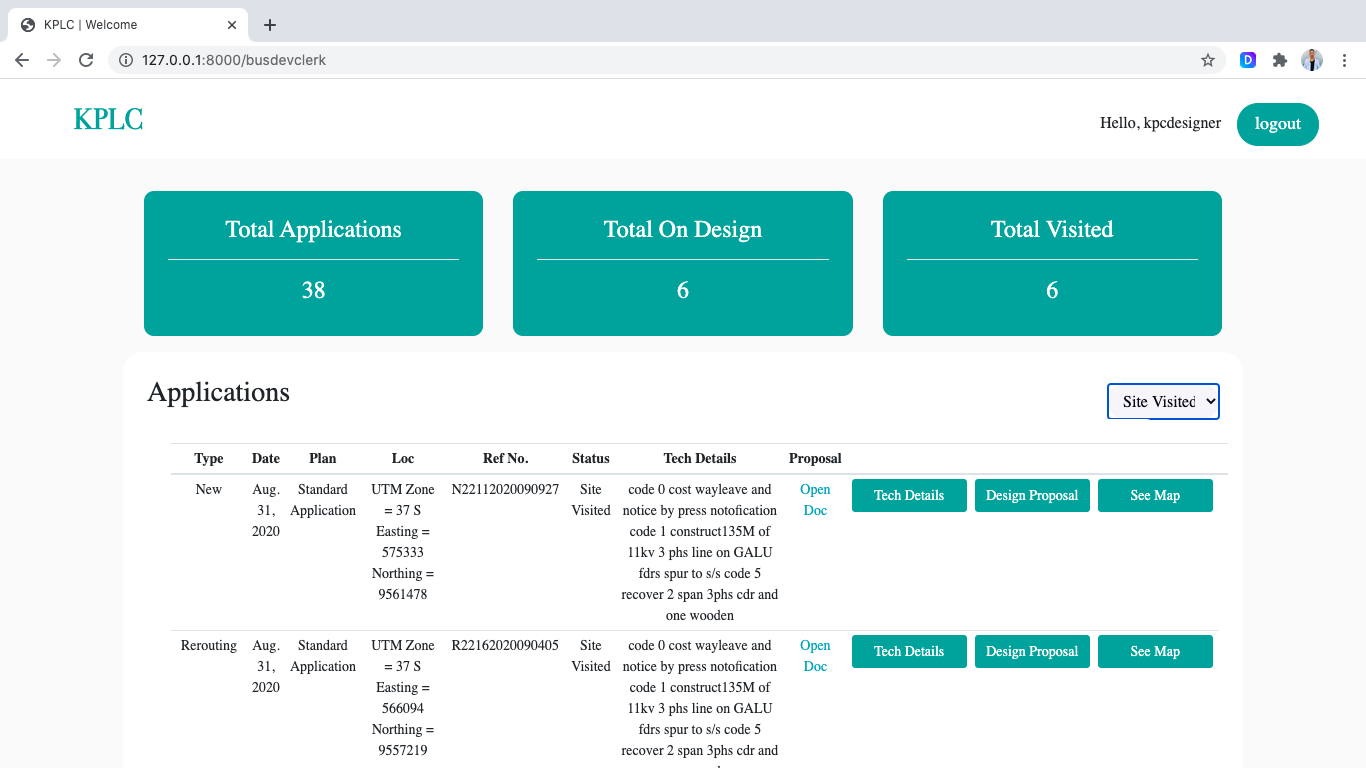 KPLC | Welcome
127.0.0.1:8000/busdevclerk
D
KPLC
Hello, kpcdesigner
logout
Total Applications
38
Total On Design
6
Total Visited
6
Applications
Site Visited
Type Date Plan Loc Ref No. Status Tech Details Proposal
New
Aug.
31,
2020
Standard
Application
UTM Zone
= 37 S
Easting =
575333
Northing =
9561478
N22112020090927
Site
Visited
code 0 cost wayleave and
notice by press notofication
code 1 construct135M of
11kv 3 phs line on GALU
fdrs spur to s/s code 5
recover 2 span 3phs cdr and
one wooden
Open
Doc
Tech Details
Design Proposal
See Map
Rerouting
Aug.
31,
2020
Standard
Application
UTM Zone
= 37 S
Easting =
566094
Northing =
9557219
R22162020090405
Site
Visited
code 0 cost wayleave and
notice by press notofication
code 1 construct135M of
11kv 3 phs line on GALU
fdrs spur to s/s code 5
recover 2 span 3phs cdr and
Open
Doc
Tech Details
Design Proposal
See Map